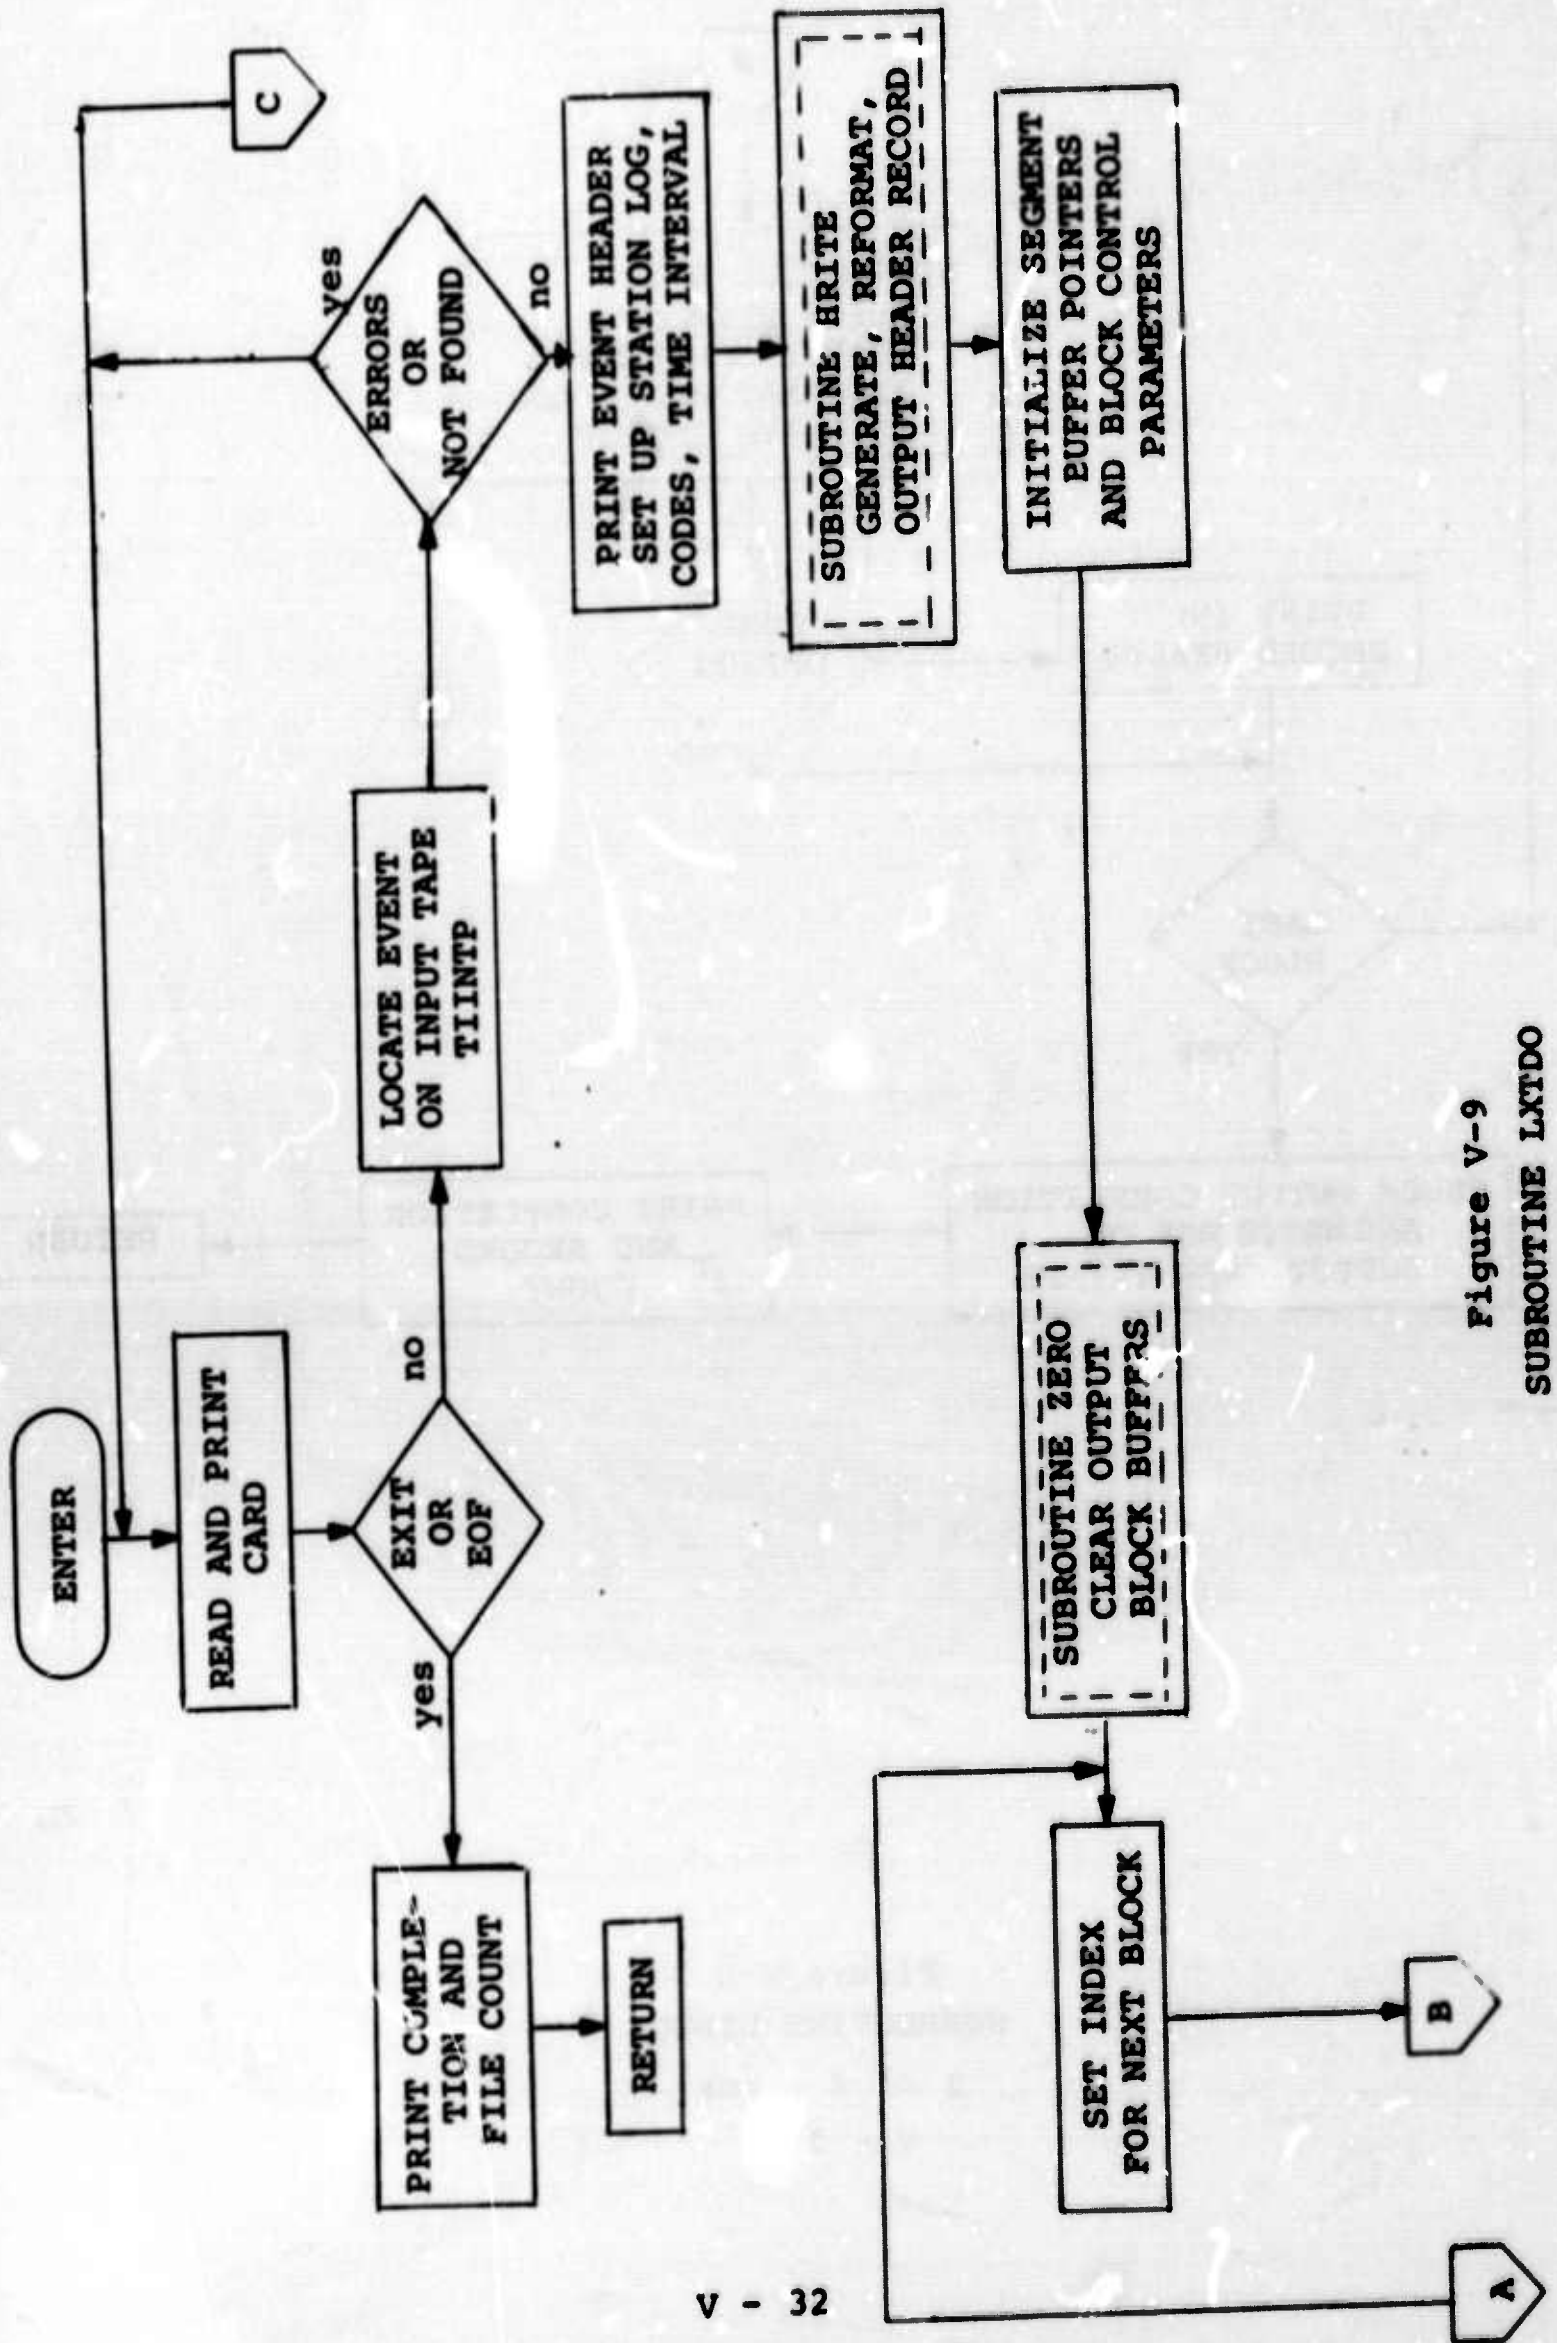 ENTER
READ AND PRINT
CARD
EXIT
OR
EOF
yes
no
PRINT COMPLE-
TION AND
FILE COUNT
RETURN
LOCATE EVENT
ON INPUT TAPE
TIINTP
ERRORS
OR
NOT FOUND
yes
no
C
PRINT EVENT HEADER
SET UP STATION LOG,
CODES, TIME INTERVAL
SUBROUTINE HRITE
GENERATE, REFORMAT,
OUTPUT HEADER RECORD
INITIALIZE SEGMENT
BUFFER POINTERS
AND BLOCK CONTROL
PARAMETERS
SUBROUTINE ZERO
CLEAR OUTPUT
BLOCK BUFFERS
SET INDEX
FOR NEXT BLOCK
B
A
Figure V-9
SUBROUTINE LXTDO
V - 32